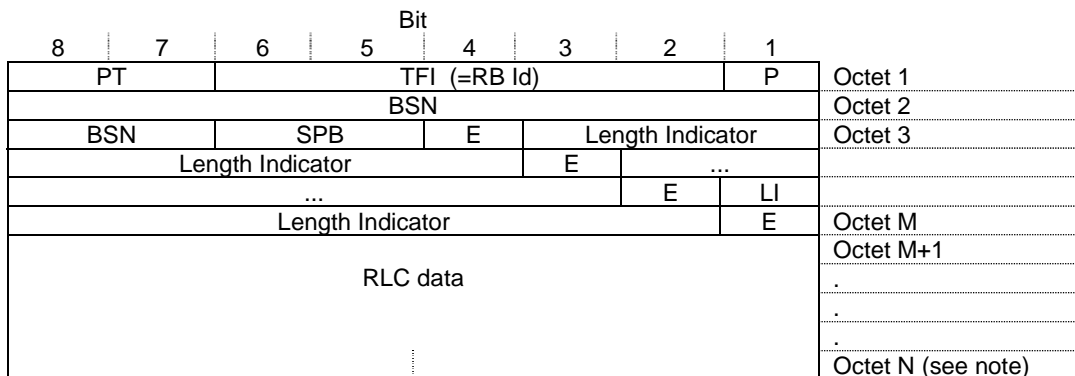 Bit
8 7 6 5 4 3 2 1
PT TFI (=RB Id) P Octet 1
BSN Octet 2
BSN SPB E Length Indicator Octet 3
Length Indicator E ...
... E LI
Length Indicator E Octet M
Octet M+1
RLC data .
.
.
Octet N (see note)